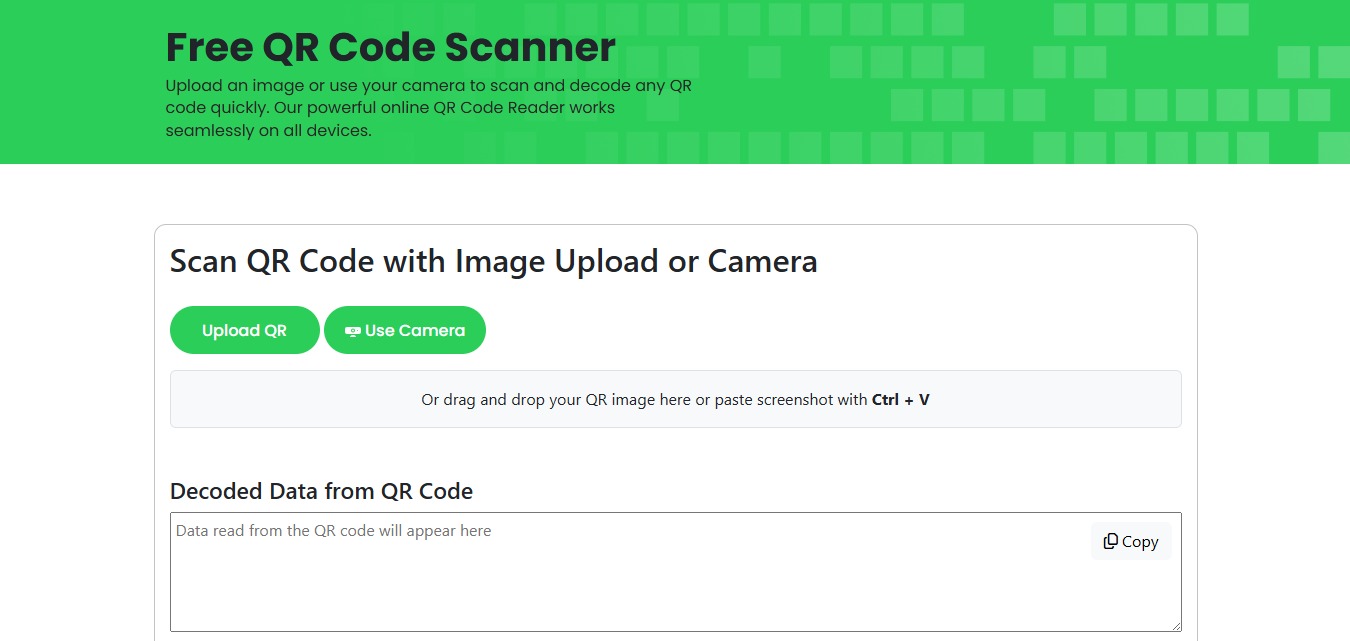 Free QR Code Scanner
Upload an image or use your camera to scan and decode any QR
code quickly. Our powerful online QR Code Reader works
seamlessly on all devices.
Scan QR Code with Image Upload or Camera
Upload QR
Use Camera
Or drag and drop your QR image here or paste screenshot with Ctrl + V
Decoded Data from QR Code
Data read from the QR code will appear here
Copy